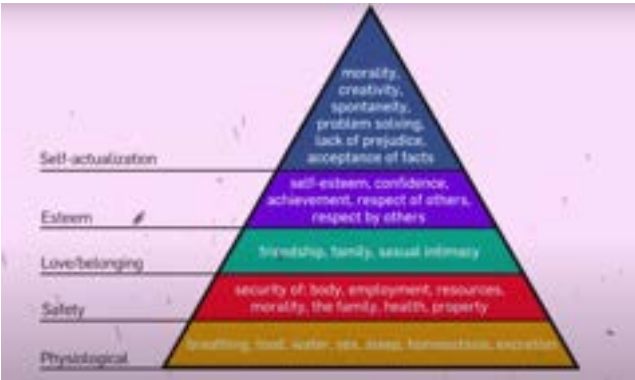 morality,
creativity,
spontaneity,
problem solving,
lack of prejudice,
acceptance of facts
Self-actualization
self-esteem, confidence,
achievement, respect of others,
respect by others
Esteem
friendship, family, sexual intimacy
Love/belonging
security of: body, employment, resources,
morality, the family, health, property
Safety
breathing, food, water, sex, sleep, homeostasis, excretion
Physiological